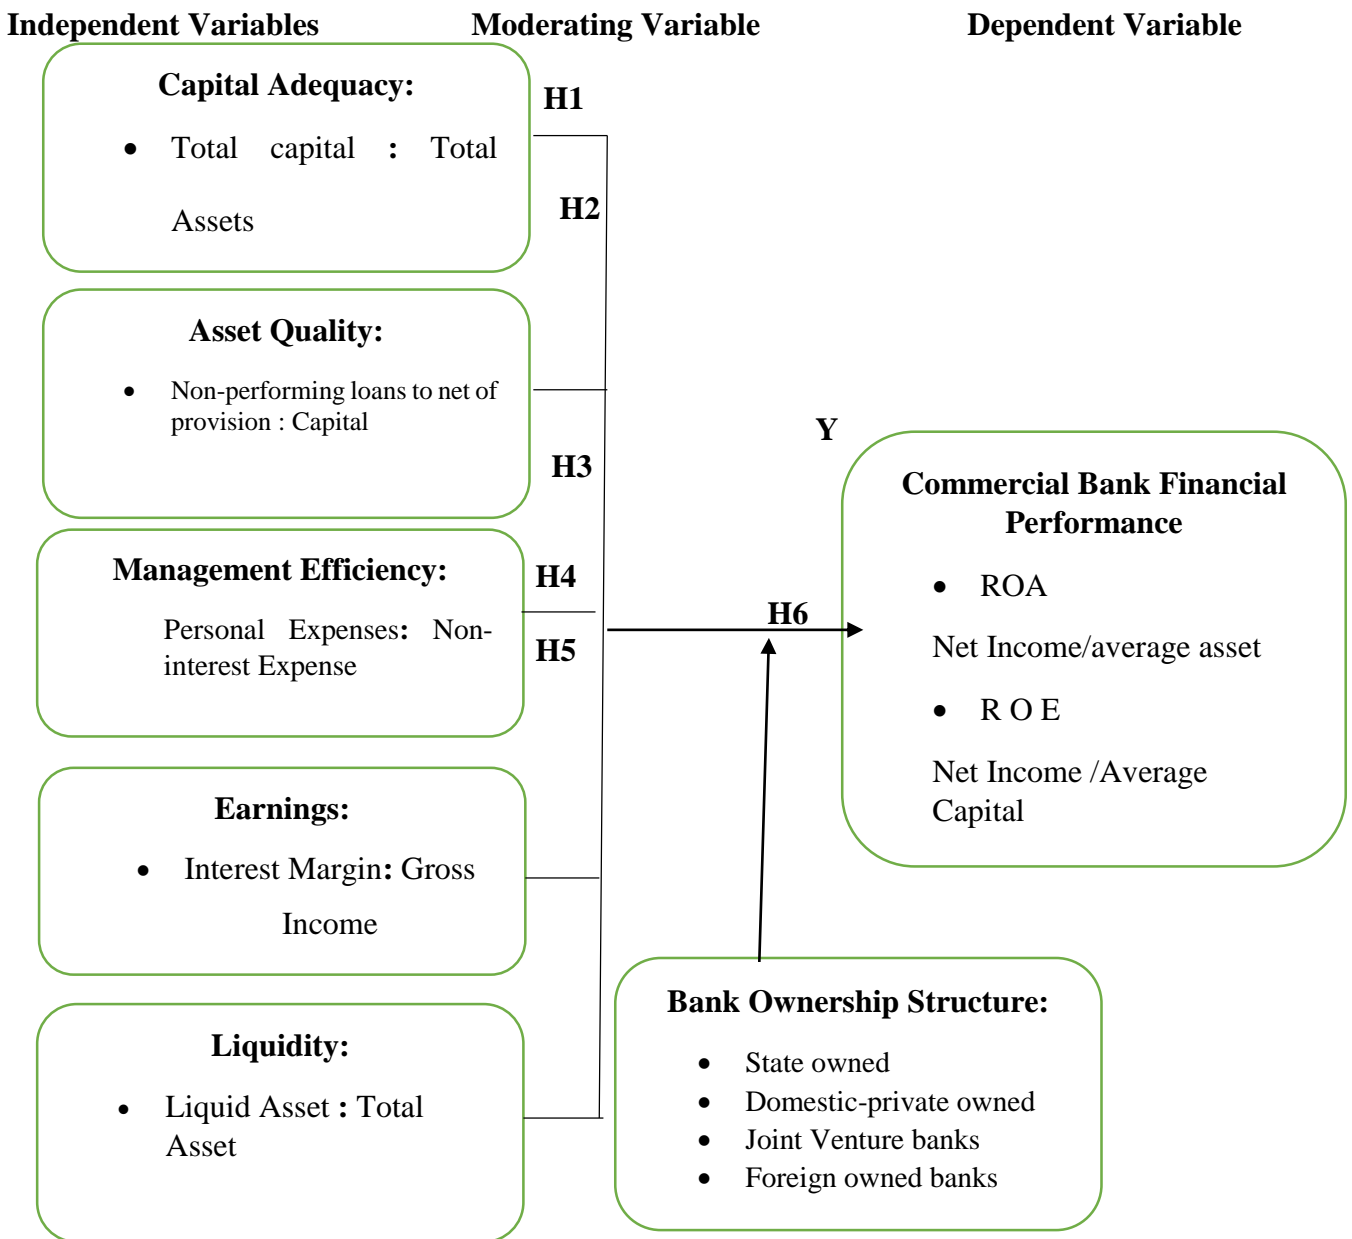 Independent Variables
Moderating Variable
Dependent Variable
Capital Adequacy:
• Total capital : Total
Assets
H1
H2
Asset Quality:
• Non-performing loans to net of
provision : Capital
H3
Management Efficiency:
Personal Expenses: Non-
interest Expense
H4
H5
Earnings:
• Interest Margin: Gross
Income
Liquidity:
• Liquid Asset : Total
Asset
H6
Y
Commercial Bank Financial
Performance
• ROA
Net Income/average asset
• R O E
Net Income /Average
Capital
Bank Ownership Structure:
• State owned
• Domestic-private owned
• Joint Venture banks
• Foreign owned banks